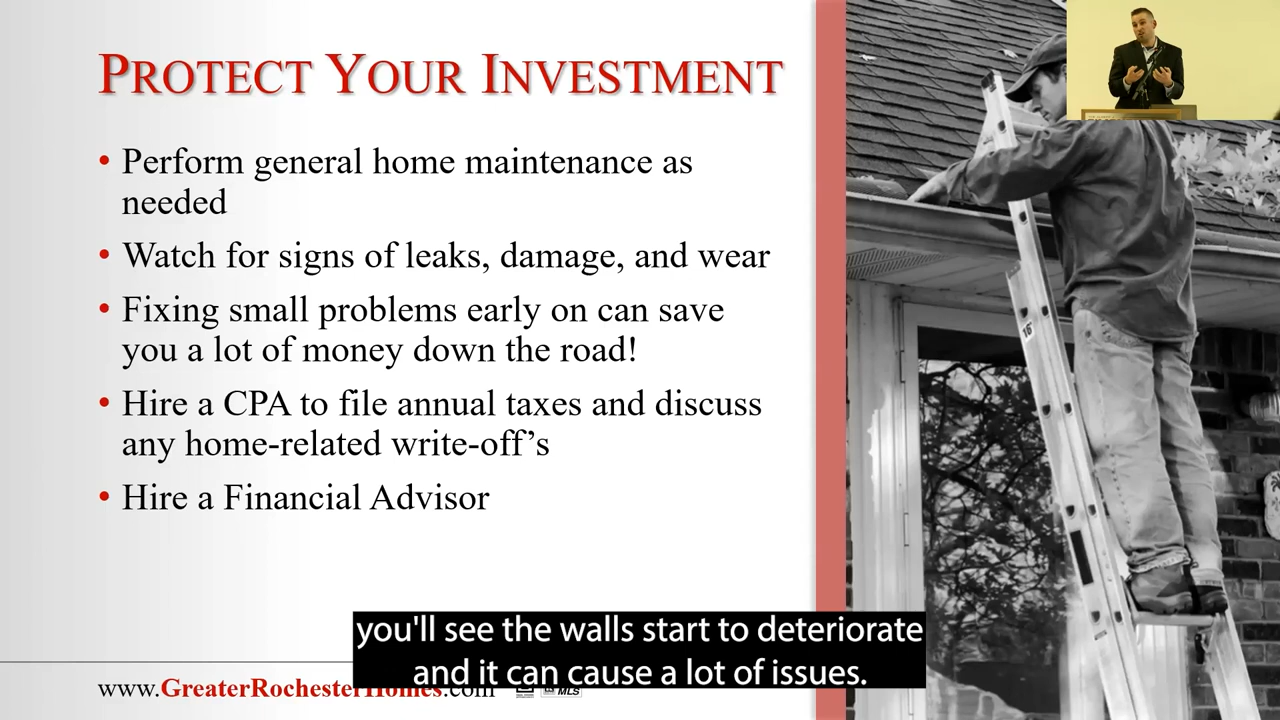 PROTECT YOUR INVESTMENT
• Perform general home maintenance as
needed
• Watch for signs of leaks, damage, and wear
• Fixing small problems early on can save
you a lot of money down the road!
• Hire a CPA to file annual taxes and discuss
any home-related write-off’s
• Hire a Financial Advisor
16'
you'll see the walls start to deteriorate
and it can cause a lot of issues.
www.GreaterRochesterHomes.com
MLS